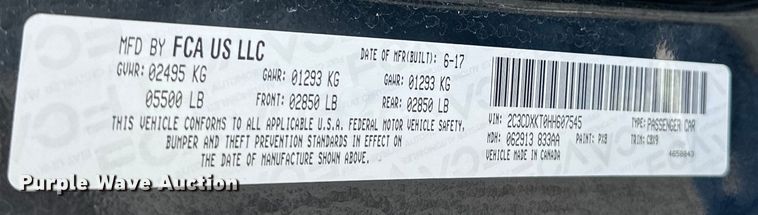 MFD BY FCA US LLC DATE OF MFR(BUILT): 6-17
GVWR: 02495 KG GAWR: 01293 KG GAWR: 01293 KG
05500 LB FRONT: 02850 LB REAR: 02850 LB
THIS VEHICLE CONFORMS TO ALL APPLICABLE U.S.A. FEDERAL MOTOR VEHICLE SAFETY,
BUMPER AND THEFT PREVENTION STANDARDS IN EFFECT ON
THE DATE OF MANUFACTURE SHOWN ABOVE.
VIN: 2C3CDXKT0HH607545 TYPE: PASSENGER CAR
MDH: 062913 833AA PAINT: PX8 TRIM: CBX9
VEHICLE MADE IN CANADA 4658843
Purple Wave Auction